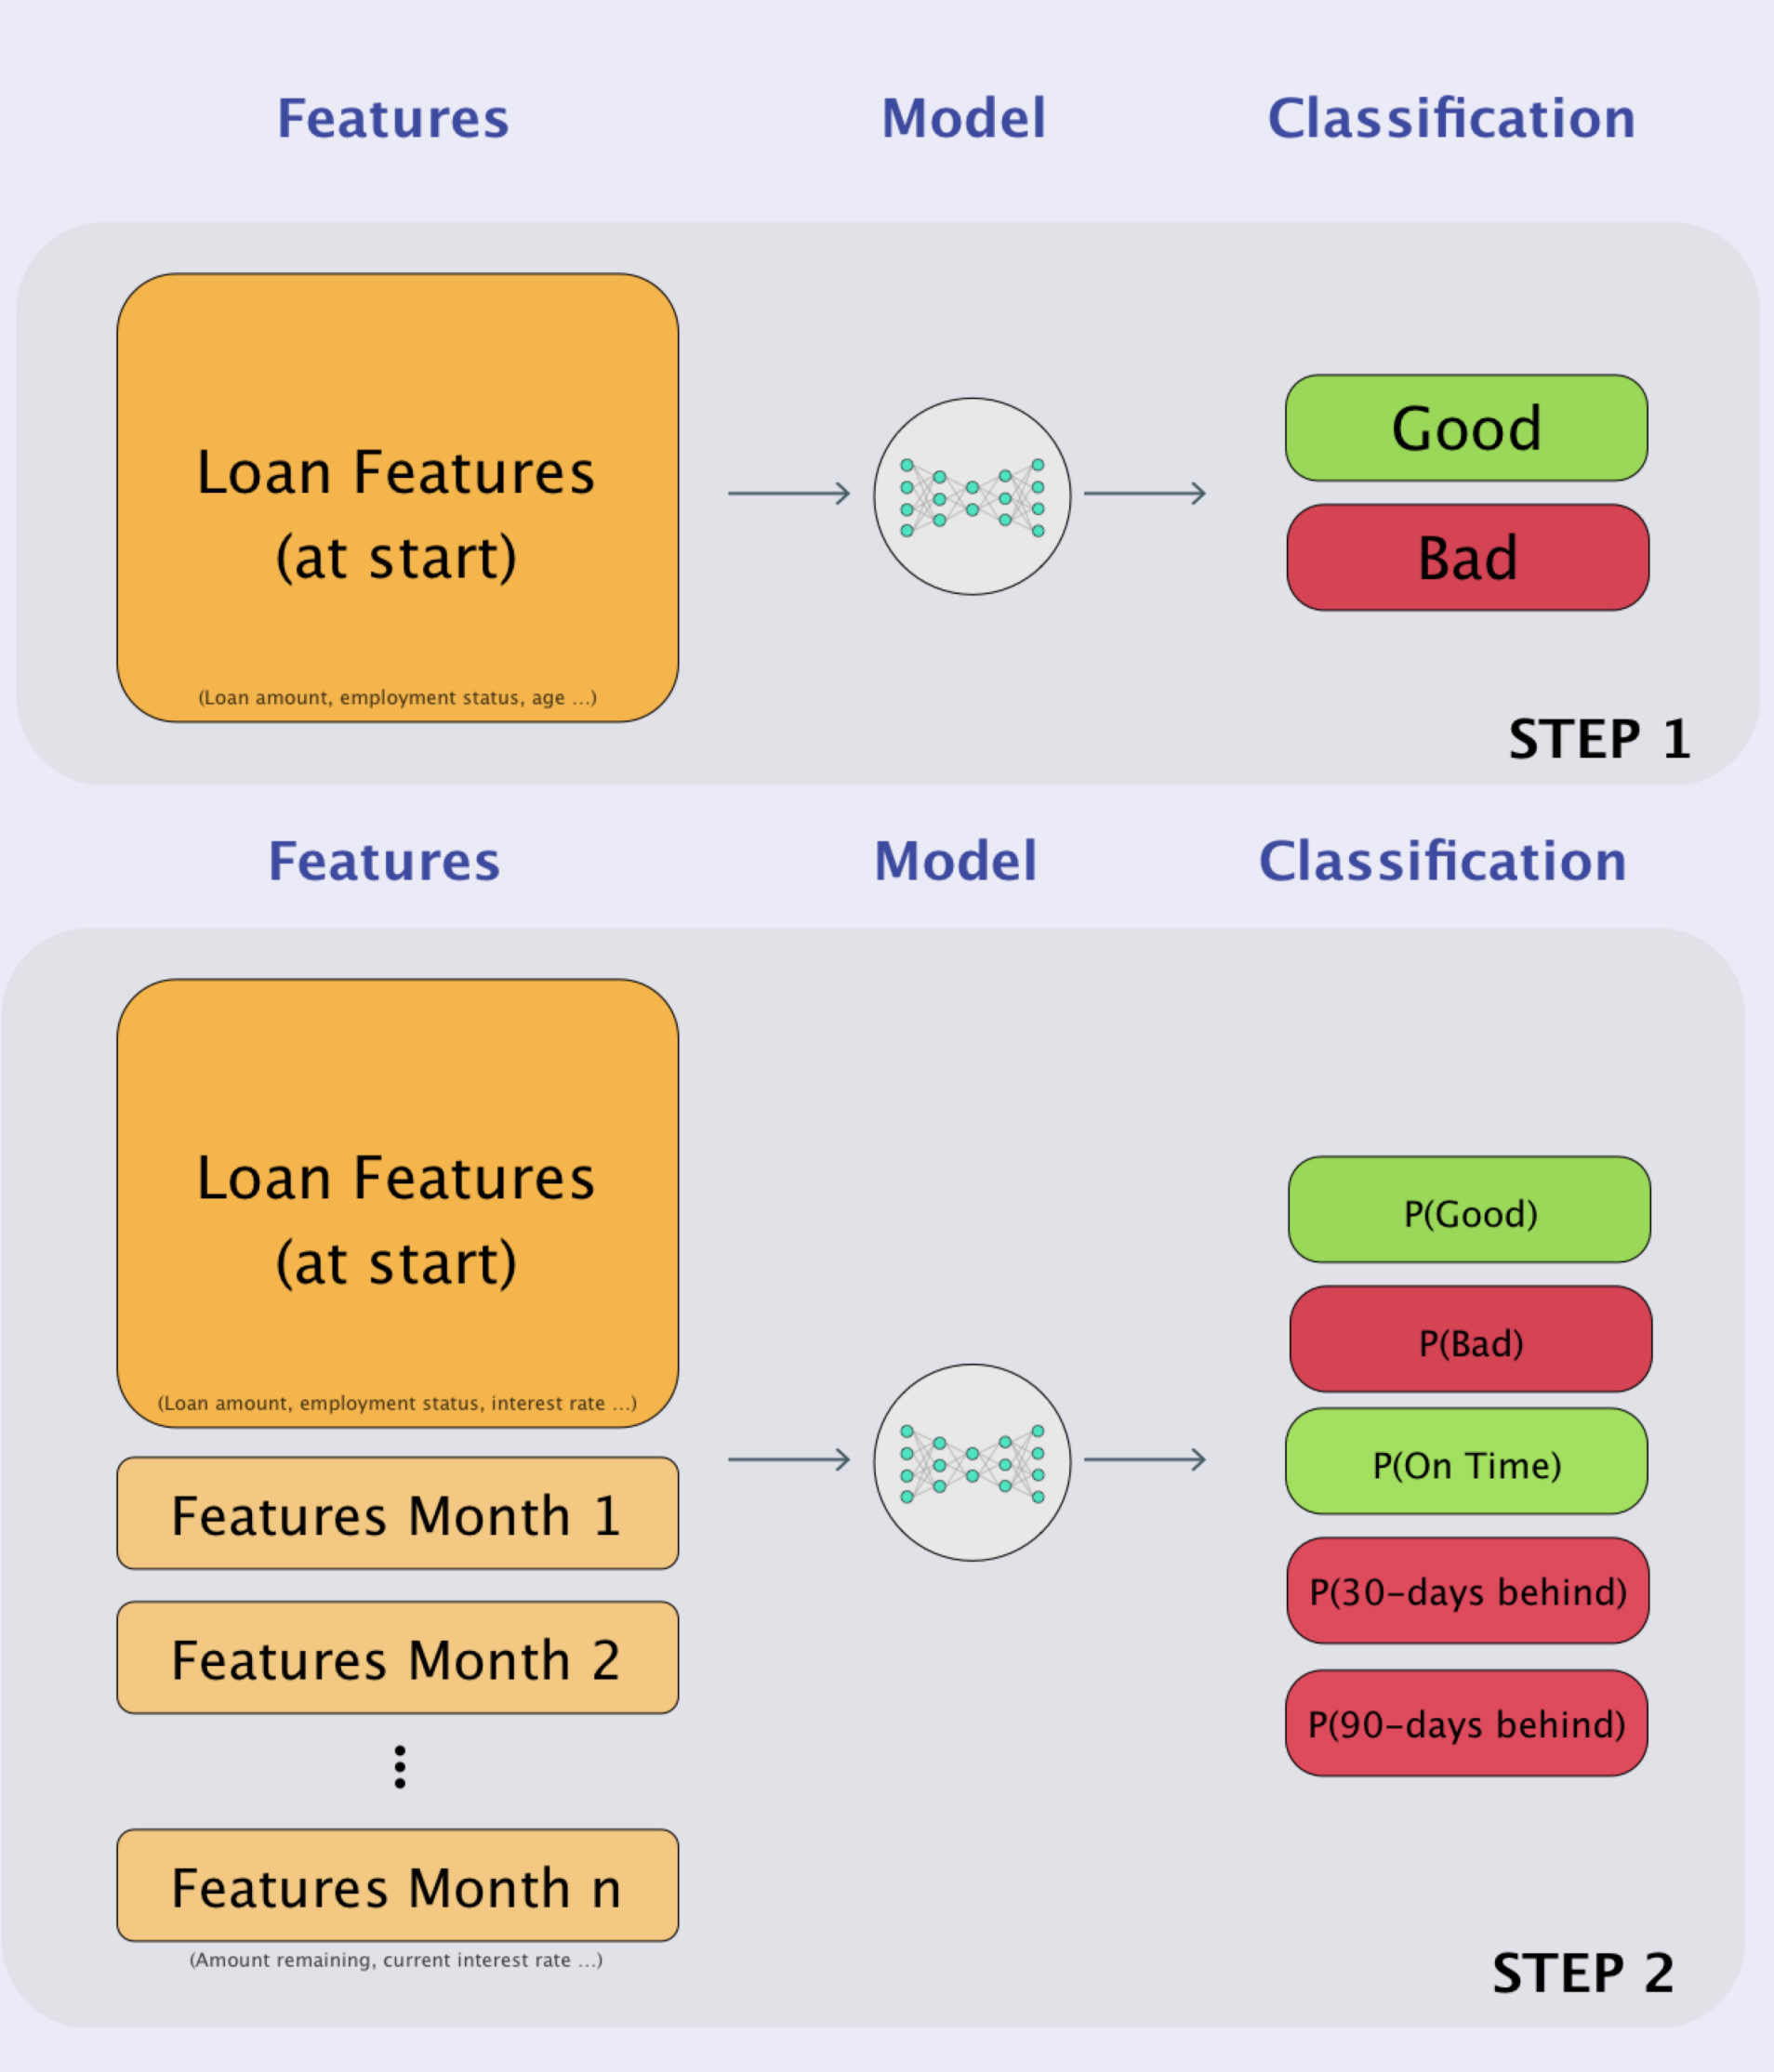 Features
Model
Classification
Loan Features
(at start)
(Loan amount, employment status, age ...)
Good
Bad
STEP 1
Features
Model
Classification
Loan Features
(at start)
(Loan amount, employment status, interest rate ...)
Features Month 1
Features Month 2
Features Month n
(Amount remaining, current interest rate ...)
P(Good)
P(Bad)
P(On Time)
P(30-days behind)
P(90-days behind)
STEP 2